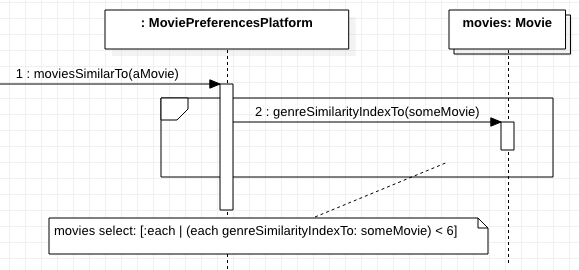 : MoviePreferencesPlatform
movies: Movie
1 : moviesSimilarTo(aMovie)
2 : genreSimilarityIndexTo(someMovie)
movies select: [:each | (each genreSimilarityIndexTo: someMovie) < 6]